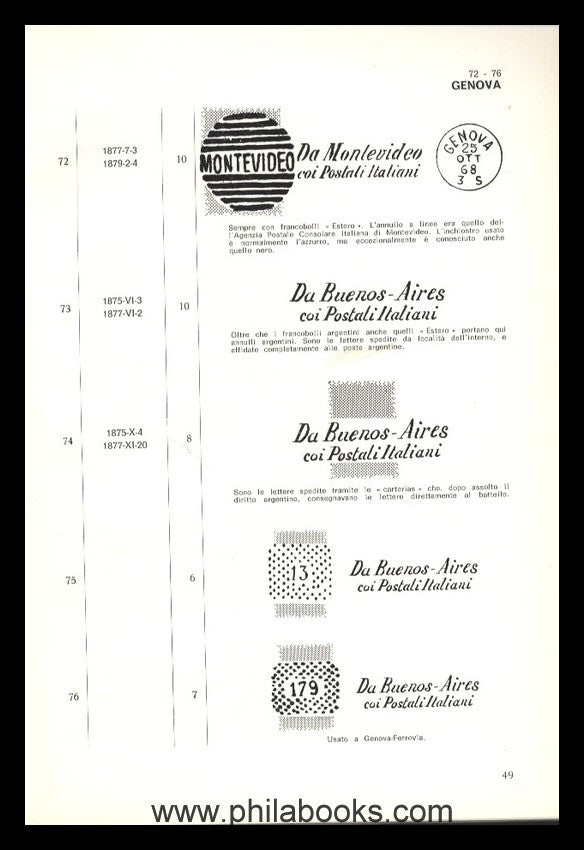 72 - 76
GENOVA
72
1877-7-3
1879-2-4
10
MONTEVIDEO
Da Montevideo
coi Postali Italiani
GENOVA
25
OTT
68
3 S
Sempre con francobolli « Estero ». L'annullo a linee era quello del-
l'Agenzia Postale Consolare Italiana di Montevideo. L'inchiostro usato
è normalmente l'azzurro, ma eccezionalmente è conosciuto anche
quello nero.
73
1875-VI-3
1877-VI-2
10
Da Buenos-Aires
coi Postali Italiani
Oltre che i francobolli argentini anche quelli « Estero » portano qui
annulli argentini. Sono le lettere spedite da località dell'interno, e
affidate completamente alle poste argentine.
74
1875-X-4
1877-XI-20
8
Da Buenos-Aires
coi Postali Italiani
Sono le lettere spedite tramite le « carterias » che, dopo assolto il
diritto argentino, consegnavano le lettere direttamente al battello.
75
6
13
Da Buenos-Aires
coi Postali Italiani
76
7
179
Da Buenos-Aires
coi Postali Italiani
Usato a Genova-Ferrovia.
49
www.philabooks.com